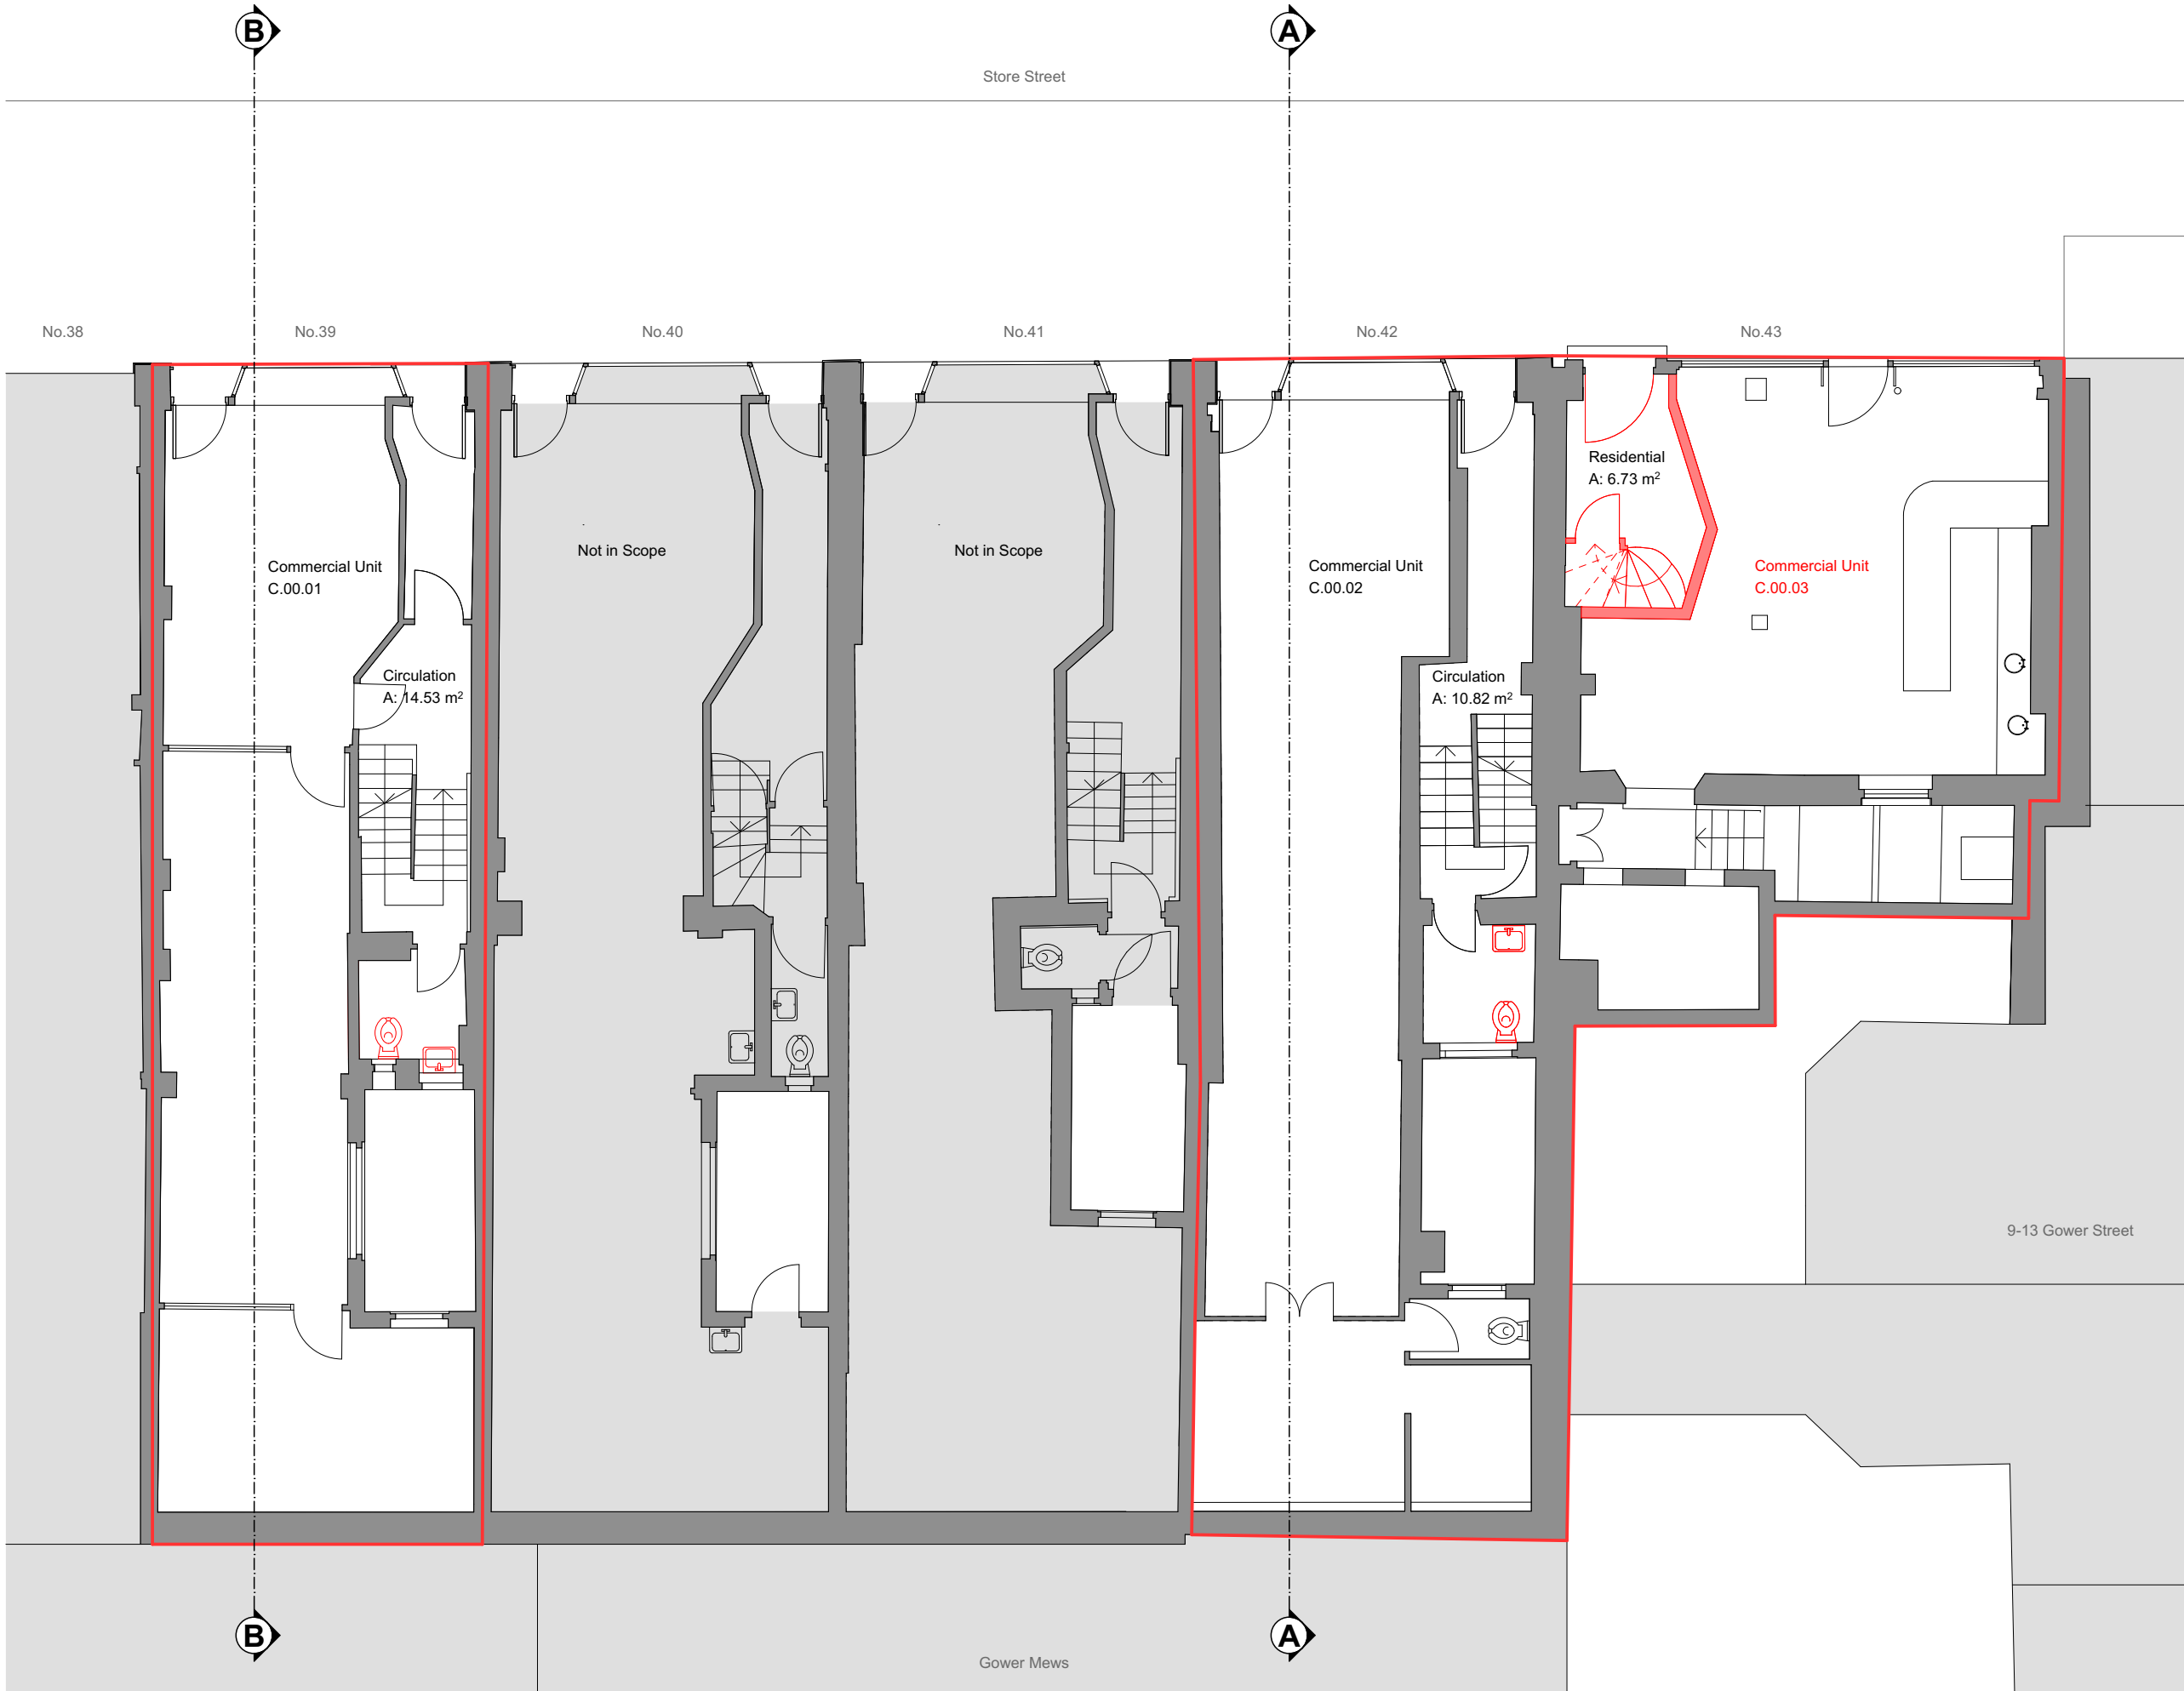 B
A
Store Street
No.38
No.39
No.40
No.41
No.42
No.43
Residential
A: 6.73 m²
Not in Scope
Not in Scope
Commercial Unit
C.00.01
Commercial Unit
C.00.02
Commercial Unit
C.00.03
Circulation
A: 14.53 m²
Circulation
A: 10.82 m²
9-13 Gower Street
B
A
Gower Mews